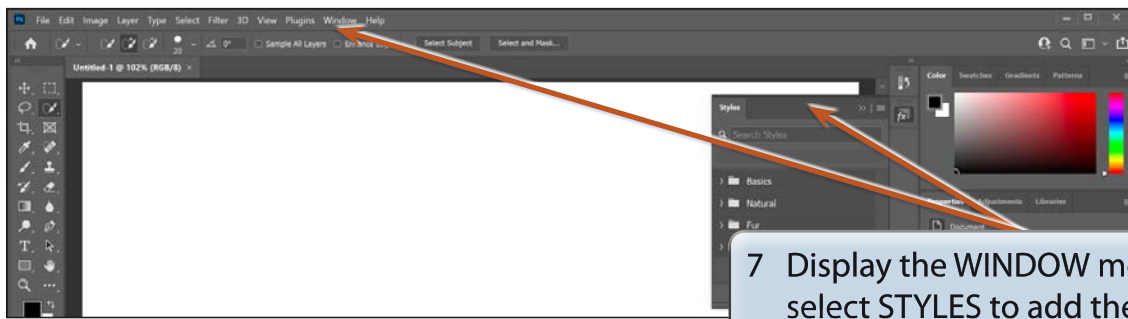 File Edit Image Layer Type Select Filter 3D View Plugins Window Help
20 0° Sample All Layers Select Subject Select and Mask...
Untitled-1 @ 102% (RGB/8) ×
Color Swatches Gradients Patterns
Styles
Search Styles
Basics
Natural
Fur
Adjustments Libraries
Document
7 Display the WINDOW
select STYLES to add the